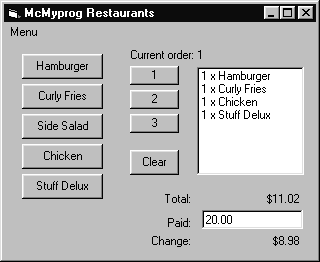 McMyprog Restaurants
Menu
Hamburger
Curly Fries
Side Salad
Chicken
Stuff Delux
Current order: 1
1
2
3
Clear
1 x Hamburger
1 x Curly Fries
1 x Chicken
1 x Stuff Delux
Total: $11.02
Paid: 20.00
Change: $8.98